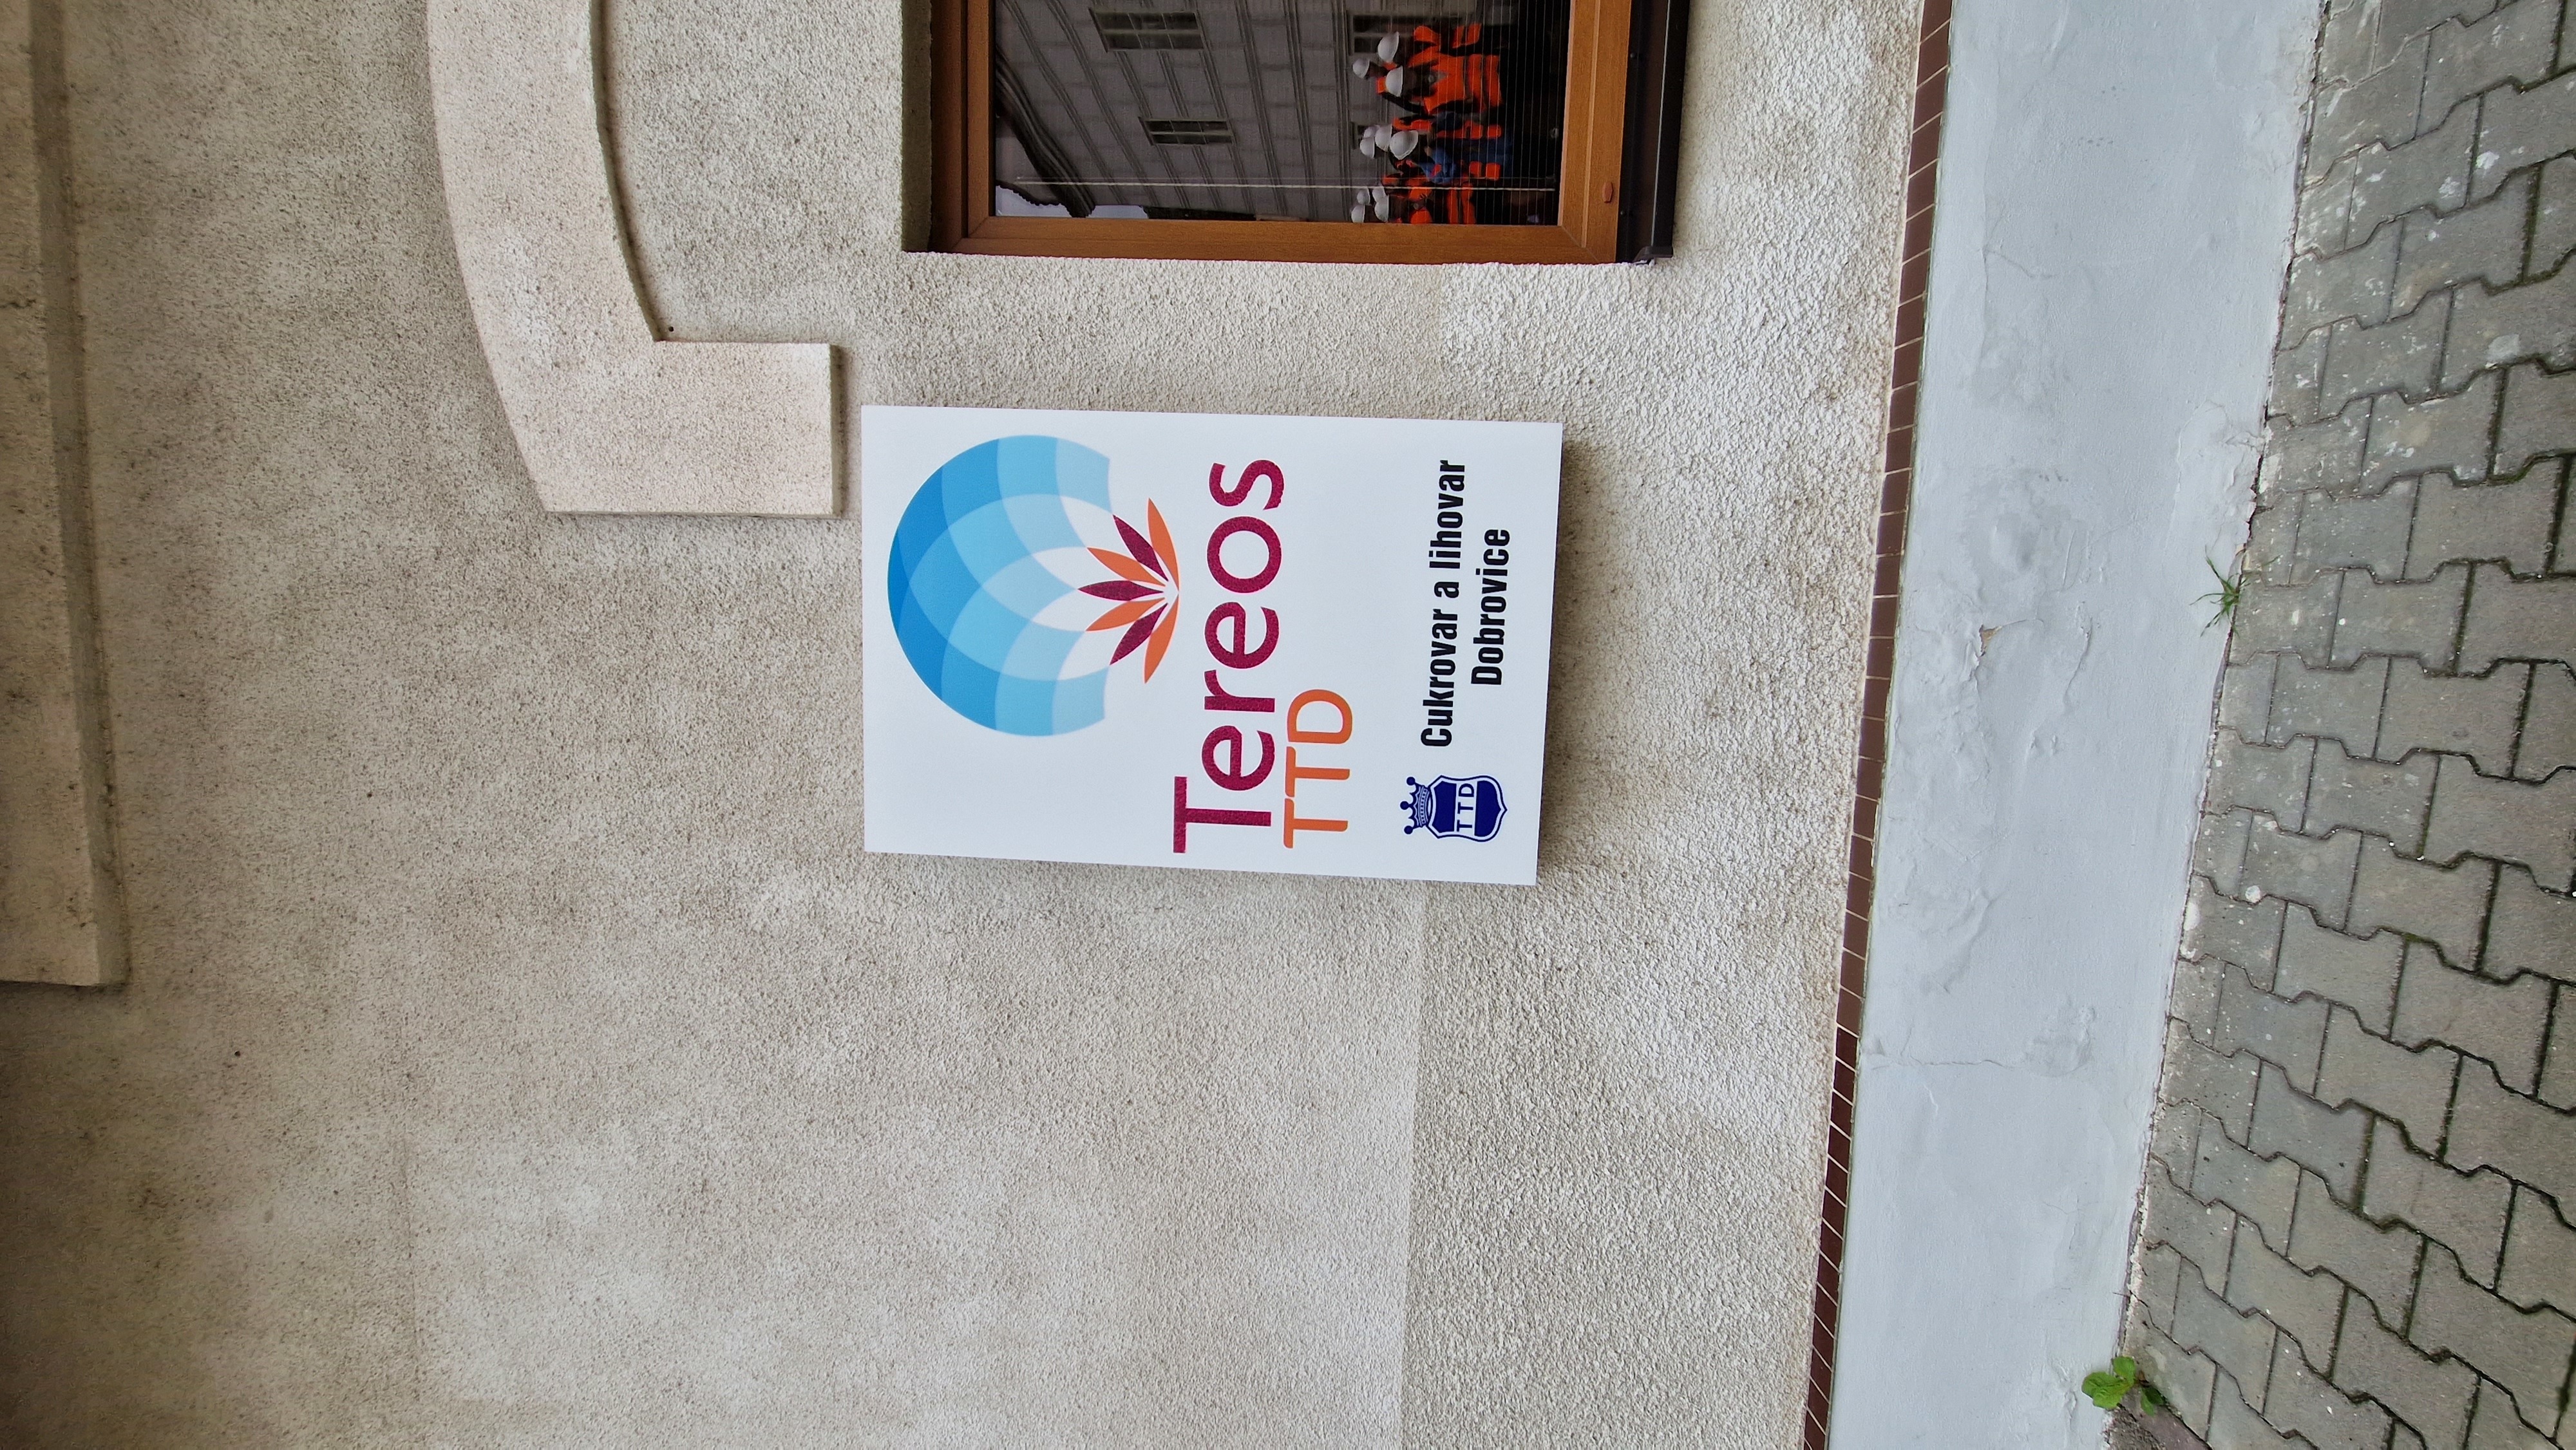 Tereos
TTD
TTD
Cukrovar a lihovar
Dobrovice